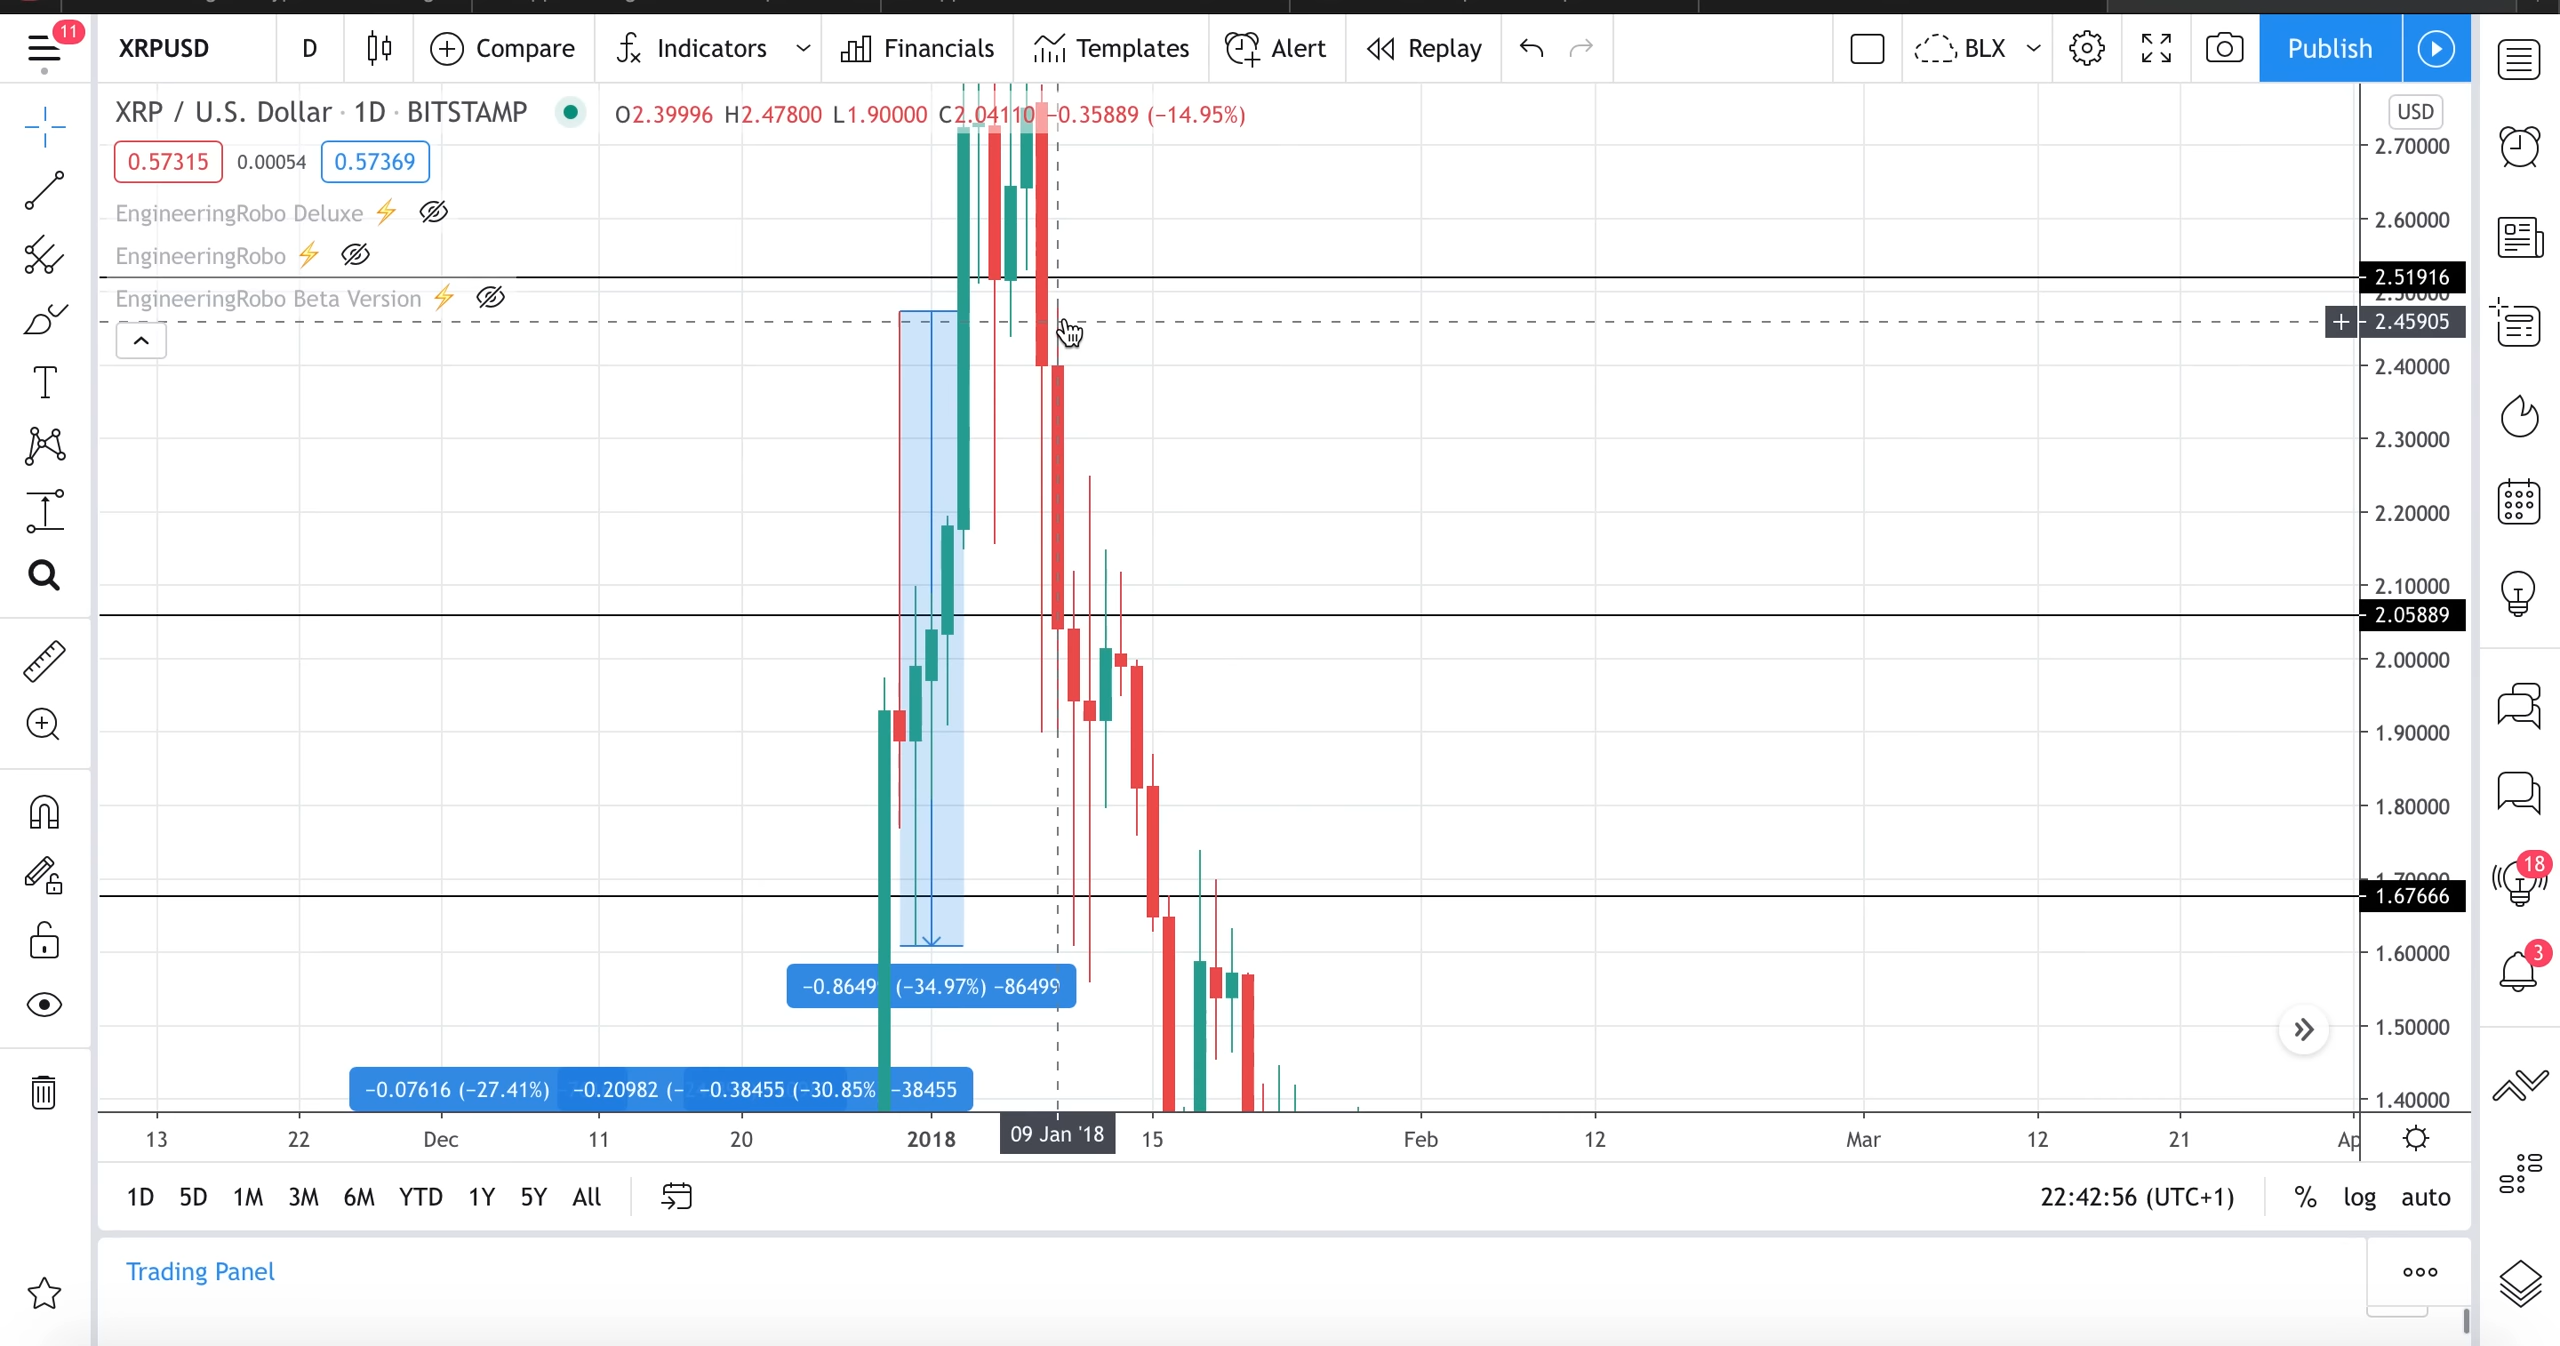 11
XRPUSD D Compare Indicators Financials Templates Alert Replay BLX Publish
XRP / U.S. Dollar · 1D · BITSTAMP O2.39996 H2.47800 L1.90000 C2.04110 −0.35889 (−14.95%)
USD
0.57315 0.00054 0.57369
EngineeringRobo Deluxe
EngineeringRobo
EngineeringRobo Beta Version
2.70000
2.60000
2.51916
2.50000
2.45905
2.40000
2.30000
2.20000
2.10000
2.05889
2.00000
1.90000
1.80000
1.70000
1.67666
1.60000
1.50000
1.40000
18
3
−0.8649 (−34.97%) −86499
−0.07616 (−27.41%) −0.20982 (− −0.38455 (−30.85% −38455
13 22 Dec 11 20 2018 09 Jan '18 15 Feb 12 Mar 12 21 Ap
1D 5D 1M 3M 6M YTD 1Y 5Y All 22:42:56 (UTC+1) % log auto
Trading Panel